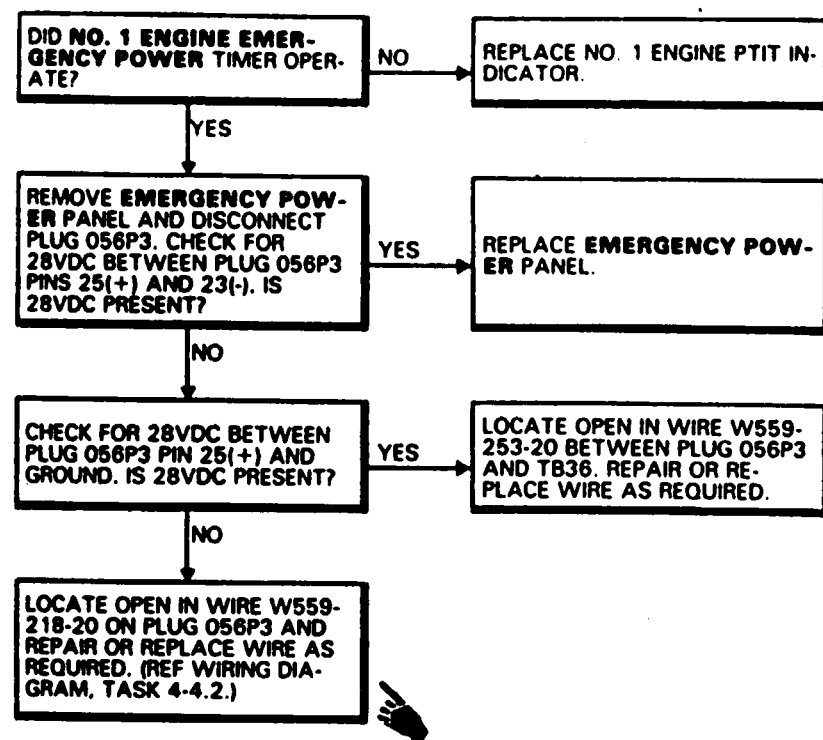 DID NO. 1 ENGINE EMER-
GENCY POWER TIMER OPER-
ATE?
NO
REPLACE NO. 1 ENGINE PTIT IN-
DICATOR.
YES
REMOVE EMERGENCY POW-
ER PANEL AND DISCONNECT
PLUG 056P3. CHECK FOR
28VDC BETWEEN PLUG 056P3
PINS 25(+) AND 23(-). IS
28VDC PRESENT?
YES
REPLACE EMERGENCY POW-
ER PANEL.
NO
CHECK FOR 28VDC BETWEEN
PLUG 056P3 PIN 25(+) AND
GROUND. IS 28VDC PRESENT?
YES
LOCATE OPEN IN WIRE W559-
253-20 BETWEEN PLUG 056P3
AND TB36. REPAIR OR RE-
PLACE WIRE AS REQUIRED.
NO
LOCATE OPEN IN WIRE W559-
218-20 ON PLUG 056P3 AND
REPAIR OR REPLACE WIRE AS
REQUIRED. (REF WIRING DIA-
GRAM, TASK 4-4.2.)